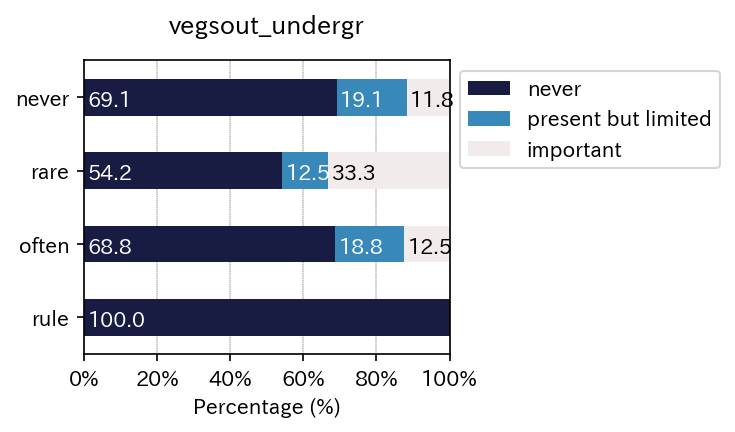 vegsout_undergr
never 69.1 19.1 11.8
rare 54.2 12.5 33.3
often 68.8 18.8 12.5
rule 100.0
0% 20% 40% 60% 80% 100%
Percentage (%)
never
present but limited
important